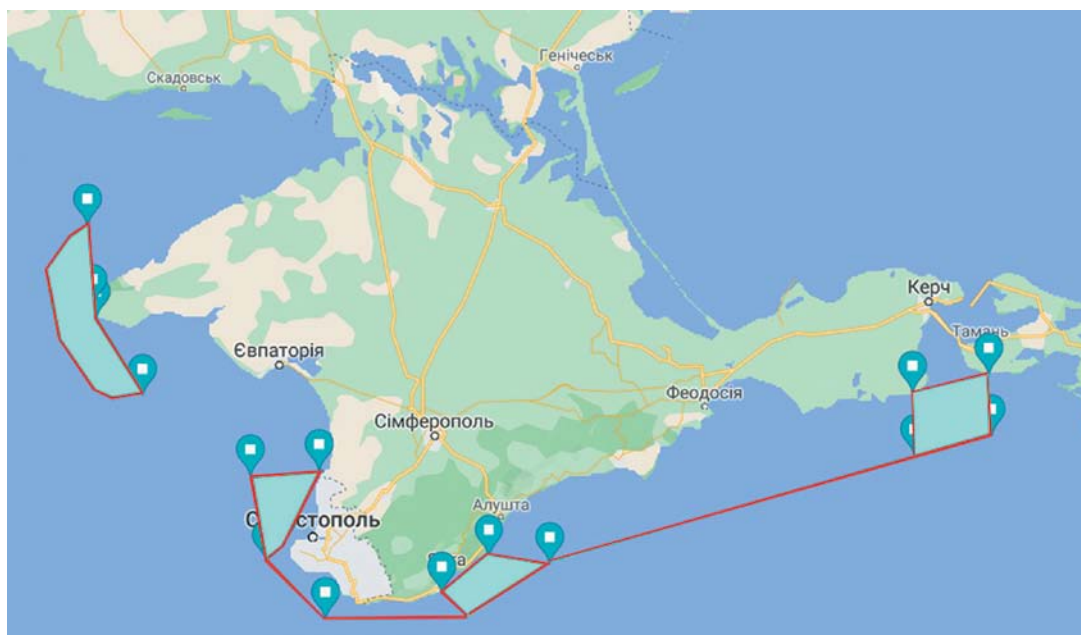 Генічеськ
Скадовськ
Керч
Тамань
Євпаторія
Феодосія
Сімферополь
Алушта